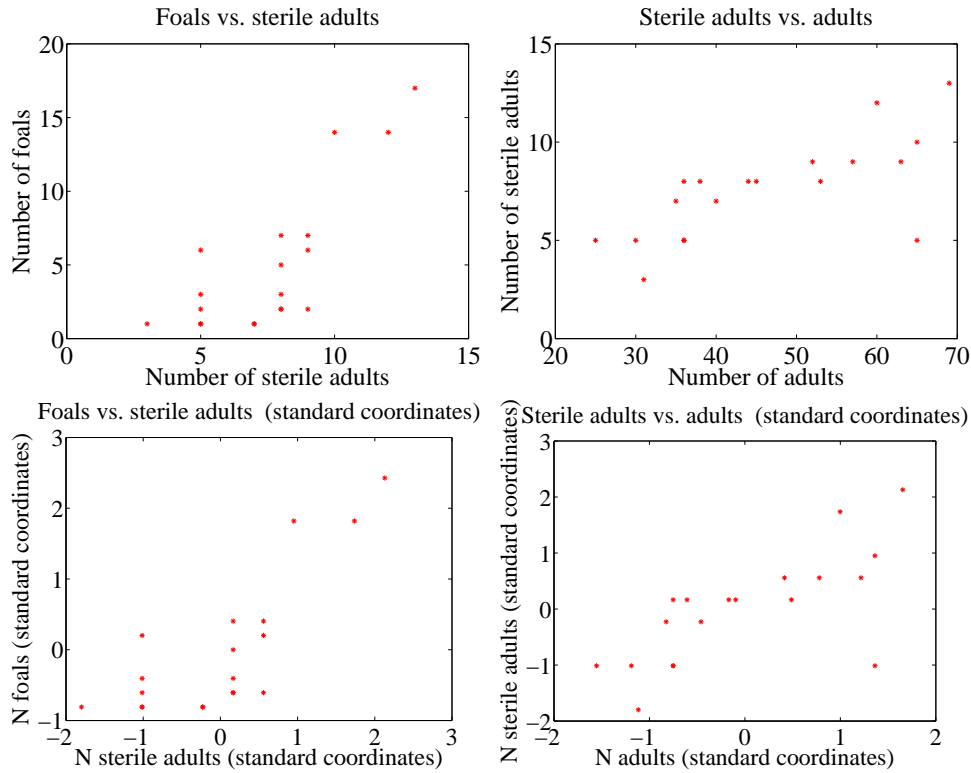 Foals vs. sterile adults
20
15
10
5
0
0 5 10 15
Number of foals
Number of sterile adults
Sterile adults vs. adults
15
10
5
0
20 30 40 50 60 70
Number of sterile adults
Number of adults
Foals vs. sterile adults (standard coordinates)
3
2
1
0
−1
−2 −1 0 1 2 3
N foals (standard coordinates)
N sterile adults (standard coordinates)
Sterile adults vs. adults (standard coordinates)
3
2
1
0
−1
−2
−2 −1 0 1 2
N sterile adults (standard coordinates)
N adults (standard coordinates)